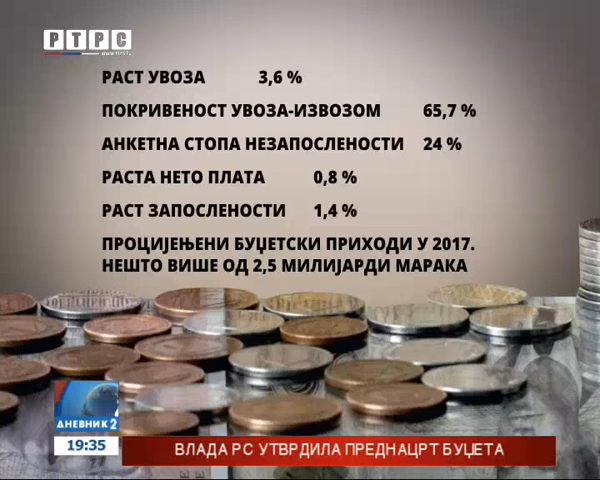 РТРС
РАСТ УВОЗА 3,6 %
ПОКРИВЕНОСТ УВОЗА-ИЗВОЗОМ 65,7 %
АНКЕТНА СТОПА НЕЗАПОСЛЕНОСТИ 24 %
РАСТА НЕТО ПЛАТА 0,8 %
РАСТ ЗАПОСЛЕНОСТИ 1,4 %
ПРОЦИЈЕЊЕНИ БУЏЕТСКИ ПРИХОДИ У 2017.
НЕШТО ВИШЕ ОД 2,5 МИЛИЈАРДИ МАРАКА
ДНЕВНИК 2
19:35
ВЛАДА РС УТВРДИЛА ПРЕДНАЦРТ БУЏЕТА